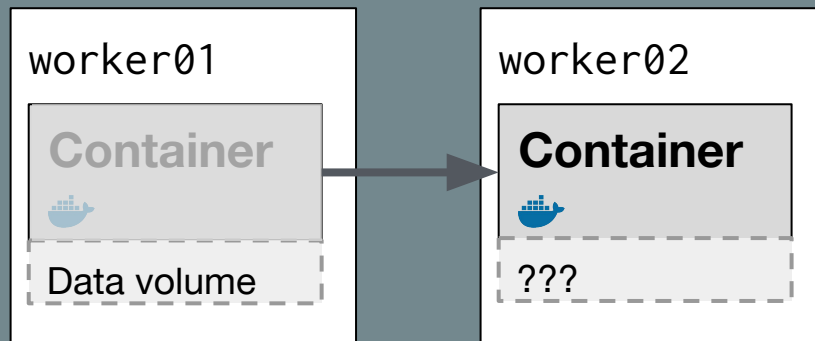 worker01
Container
Data volume
worker02
Container
???